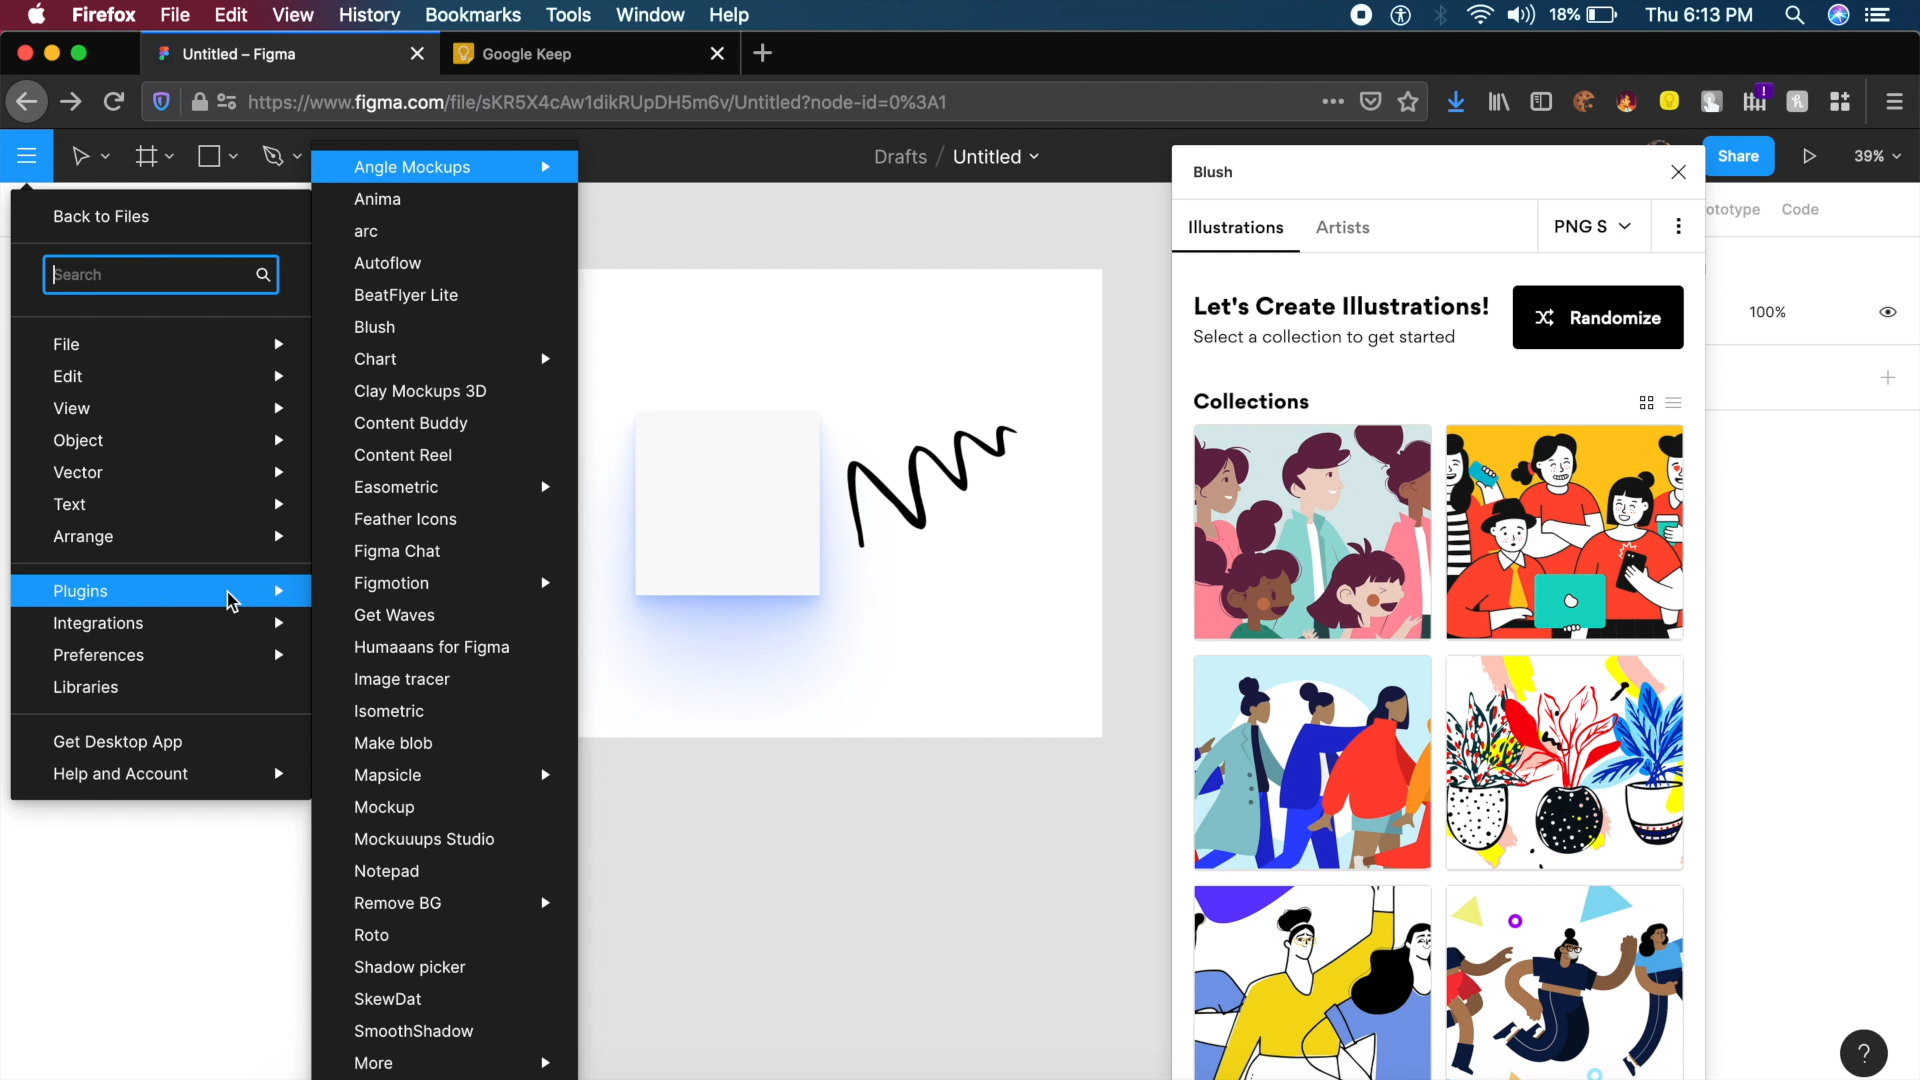 Firefox File Edit View History Bookmarks Tools Window Help
18% Thu 6:13 PM
Untitled – Figma
Google Keep
https://www.figma.com/file/sKR5X4cAw1dikRUpDH5m6v/Untitled?node-id=0%3A1
Drafts / Untitled
Share
39%
Back to Files
Search
File
Edit
View
Object
Vector
Text
Arrange
Plugins
Integrations
Preferences
Libraries
Get Desktop App
Help and Account
Angle Mockups
Anima
arc
Autoflow
BeatFlyer Lite
Blush
Chart
Clay Mockups 3D
Content Buddy
Content Reel
Easometric
Feather Icons
Figma Chat
Figmotion
Get Waves
Humaaans for Figma
Image tracer
Isometric
Make blob
Mapsicle
Mockup
Mockuuups Studio
Notepad
Remove BG
Roto
Shadow picker
SkewDat
SmoothShadow
More
Blush
Illustrations Artists PNG S
Let's Create Illustrations!
Select a collection to get started
Randomize
Collections
ototype Code
100%
?